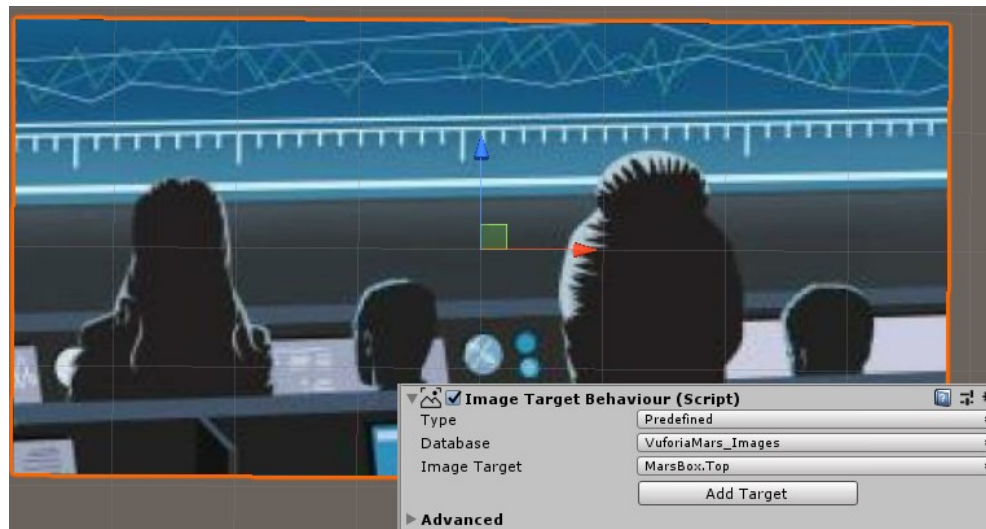 Image Target Behaviour (Script)
Type Predefined
Database VuforiaMars_Images
Image Target MarsBox.Top
Add Target
Advanced